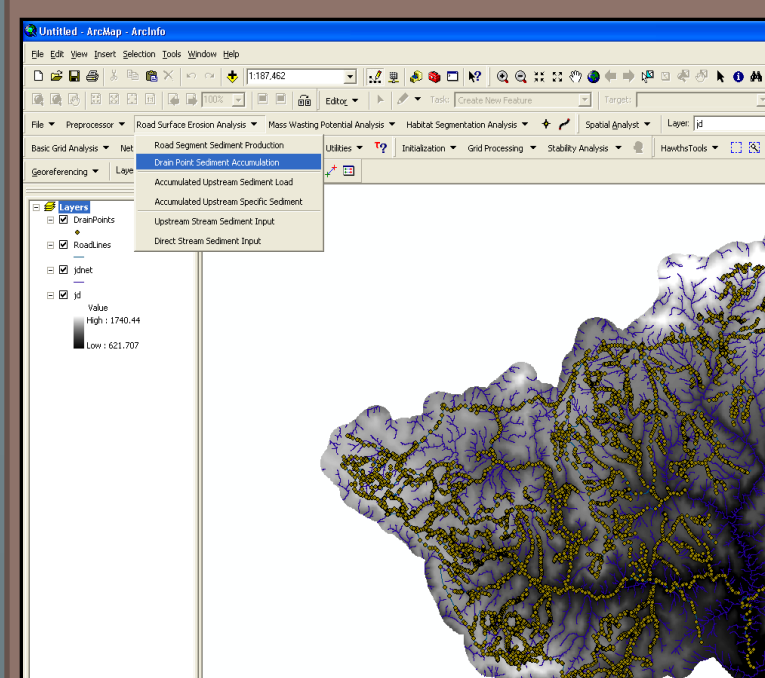 Untitled - ArcMap - ArcInfo
File Edit View Insert Selection Tools Window Help
1:187,462
100% Editor Task: Create New Feature Target:
File Preprocessor Road Surface Erosion Analysis Mass Wasting Potential Analysis Habitat Segmentation Analysis Spatial Analyst Layer: jd
Basic Grid Analysis Net Utilities Initialization Grid Processing Stability Analysis HawthsTools
Georeferencing Laye
Road Segment Sediment Production
Drain Point Sediment Accumulation
Accumulated Upstream Sediment Load
Accumulated Upstream Specific Sediment
Upstream Stream Sediment Input
Direct Stream Sediment Input
Layers
DrainPoints
RoadLines
jdnet
jd
Value
High : 1740.44
Low : 621.707